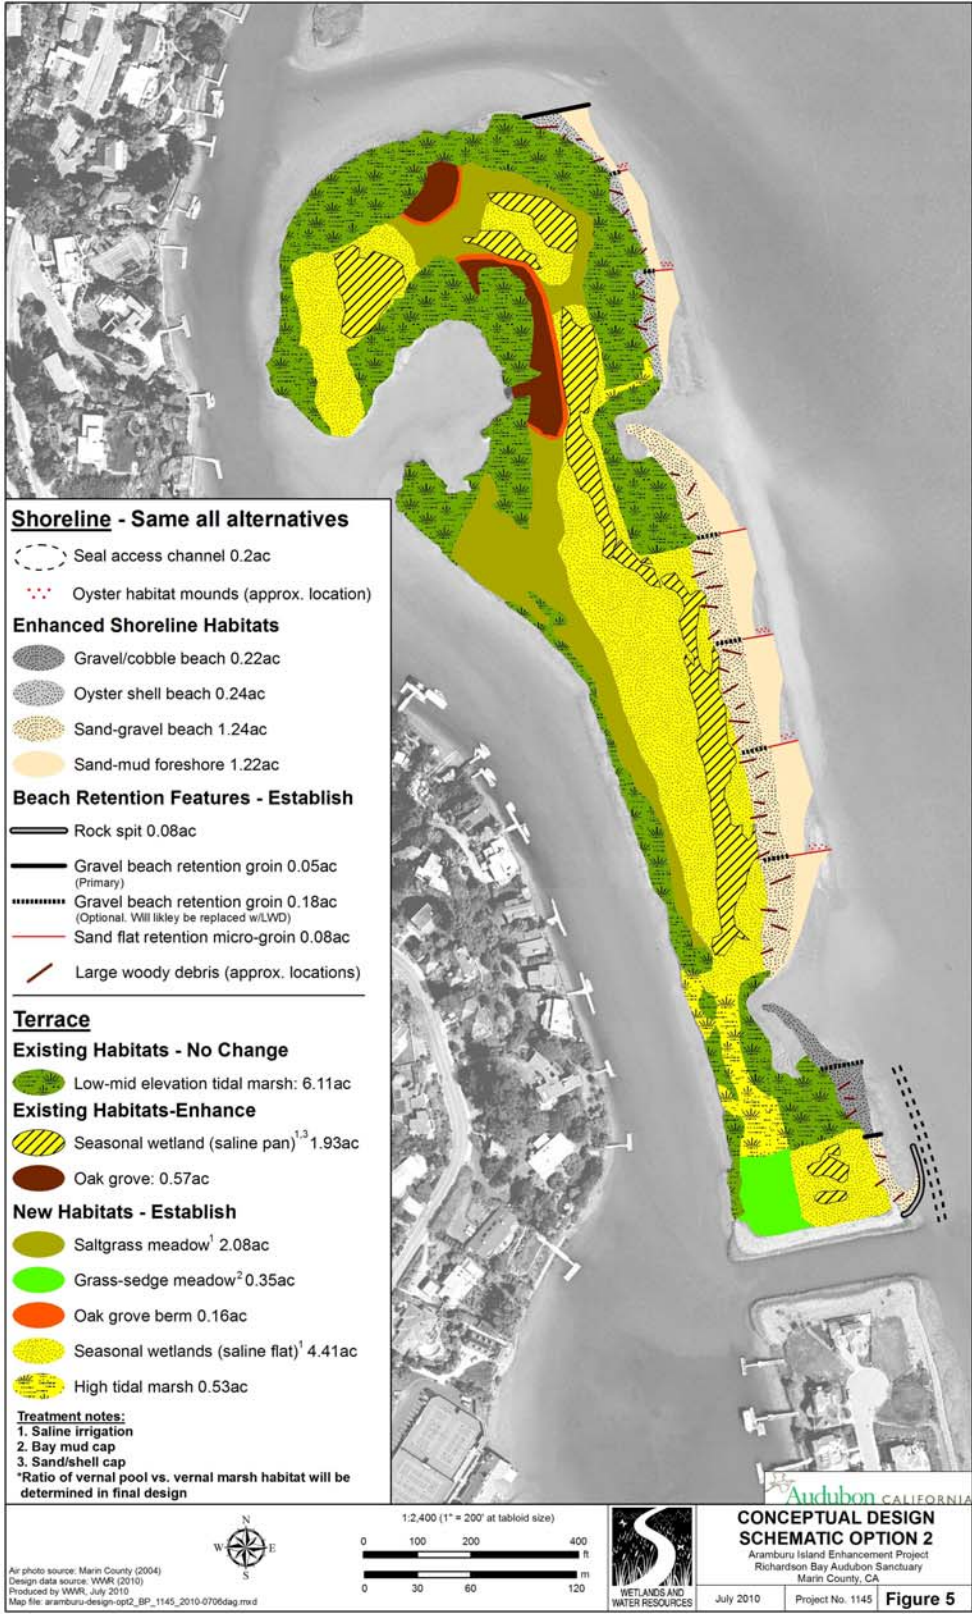 Shoreline - Same all alternatives
Seal access channel 0.2ac
Oyster habitat mounds (approx. location)
Enhanced Shoreline Habitats
Gravel/cobble beach 0.22ac
Oyster shell beach 0.24ac
Sand-gravel beach 1.24ac
Sand-mud foreshore 1.22ac
Beach Retention Features - Establish
Rock spit 0.08ac
Gravel beach retention groin 0.05ac
(Primary)
Gravel beach retention groin 0.18ac
(Optional. Will likley be replaced w/LWD)
Sand flat retention micro-groin 0.08ac
Large woody debris (approx. locations)
Terrace
Existing Habitats - No Change
Low-mid elevation tidal marsh: 6.11ac
Existing Habitats-Enhance
Seasonal wetland (saline pan)1,3 1.93ac
Oak grove: 0.57ac
New Habitats - Establish
Saltgrass meadow1 2.08ac
Grass-sedge meadow2 0.35ac
Oak grove berm 0.16ac
Seasonal wetlands (saline flat)1 4.41ac
High tidal marsh 0.53ac
Treatment notes:
1. Saline irrigation
2. Bay mud cap
3. Sand/shell cap
*Ratio of vernal pool vs. vernal marsh habitat will be
determined in final design
Audubon CALIFORNIA
Air photo source: Marin County (2004)
Design data source: WWR (2010)
Produced by WWR, July 2010
Map file: aramburu-design-opt2_BP_1145_2010-0706dag.mxd
N
W E
S
1:2,400 (1" = 200' at tabloid size)
0 100 200 400
ft
m
0 30 60 120
WETLANDS AND
WATER RESOURCES
CONCEPTUAL DESIGN
SCHEMATIC OPTION 2
Aramburu Island Enhancement Project
Richardson Bay Audubon Sanctuary
Marin County, CA
July 2010
Project No. 1145
Figure 5